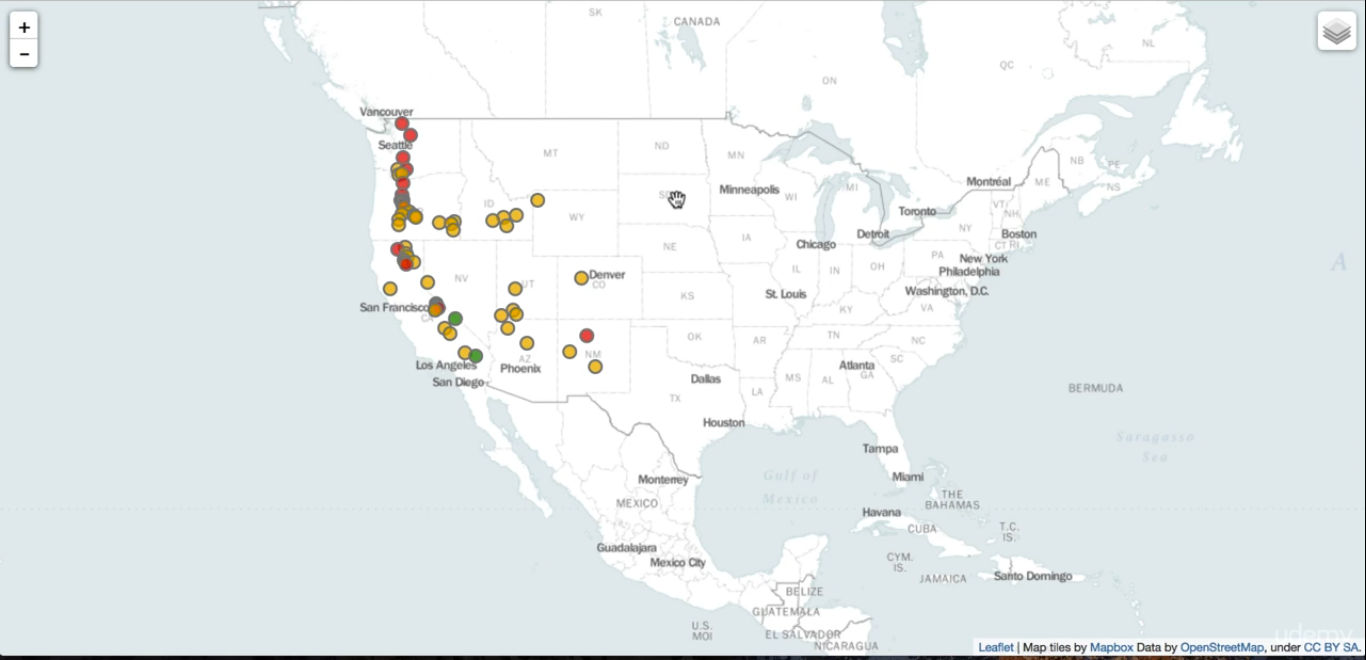 +
−
SK
CANADA
NL
QC
ON
Vancouver
Seattle
MT
ND
MN
NB
PE
ID
SD
Minneapolis
WI
MI
Montréal
ME
NS
WY
Toronto
VT
NH
NE
IA
Chicago
Detroit
NY
Boston
CT RI
NV
UT
Denver
CO
IL
IN
OH
PA
New York
Philadelphia
San Francisco
CA
KS
St. Louis
KY
Washington, D.C.
VA
OK
AR
TN
NC
Los Angeles
AZ
Phoenix
NM
Atlanta
GA
SC
San Diego
Dallas
LA
MS
AL
BERMUDA
TX
Houston
Saragasso
Sea
Tampa
Gulf of
Mexico
Miami
Monterrey
MEXICO
THE
BAHAMAS
Havana
CUBA
T.C.
IS.
Guadalajara
Mexico City
CYM.
IS.
JAMAICA
Santo Domingo
BELIZE
GUATEMALA
U.S.
MOI
EL SALVADOR
NICARAGUA
udemy
Leaflet | Map tiles by Mapbox Data by OpenStreetMap, under CC BY SA.
A